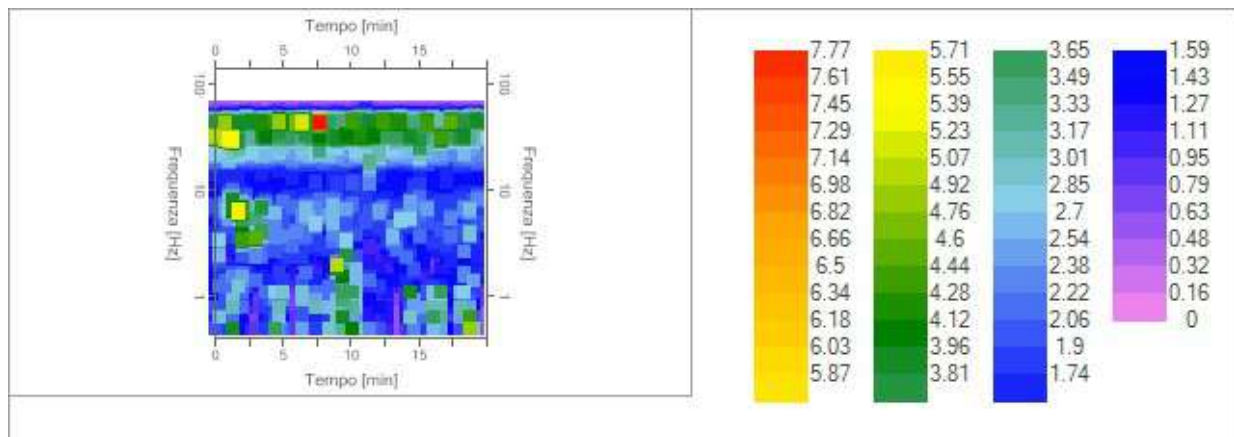 Tempo [min]
0 5 10 15
100 100
Frequenza [Hz] Frequenza [Hz]
10 10
1 1
0 5 10 15
Tempo [min]
7.77 5.71 3.65 1.59
7.61 5.55 3.49 1.43
7.45 5.39 3.33 1.27
7.29 5.23 3.17 1.11
7.14 5.07 3.01 0.95
6.98 4.92 2.85 0.79
6.82 4.76 2.7 0.63
6.66 4.6 2.54 0.48
6.5 4.44 2.38 0.32
6.34 4.28 2.22 0.16
6.18 4.12 2.06 0
6.03 3.96 1.9
5.87 3.81 1.74